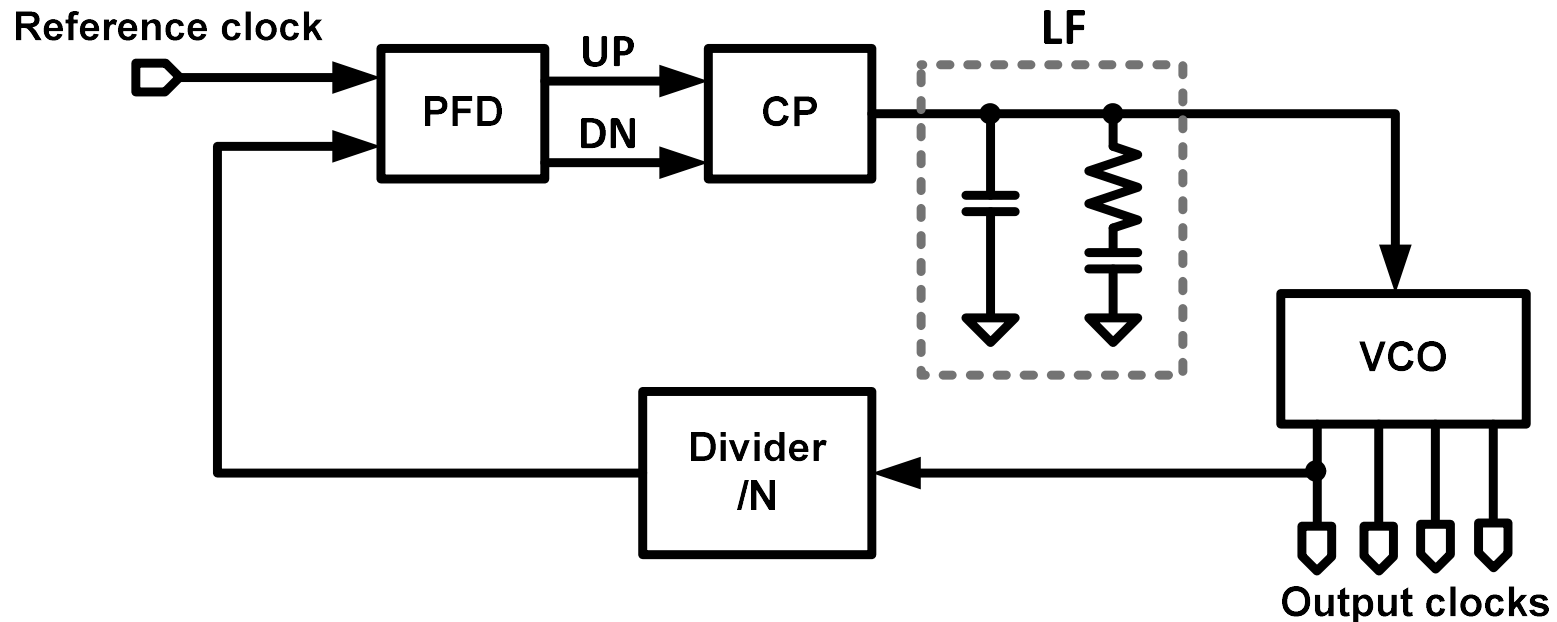 Reference clock
PFD
UP
DN
CP
LF
VCO
Divider
/N
Output clocks